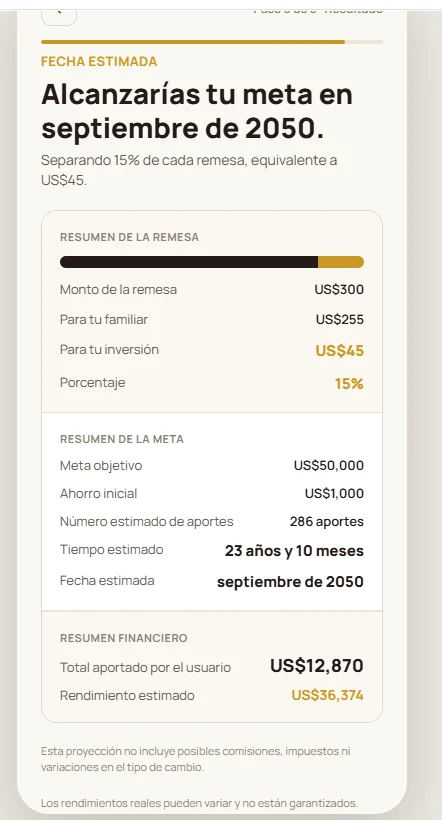 FECHA ESTIMADA
Alcanzarías tu meta en
septiembre de 2050.
Separando 15% de cada remesa, equivalente a
US$45.
RESUMEN DE LA REMESA
Monto de la remesa US$300
Para tu familiar US$255
Para tu inversión US$45
Porcentaje 15%
RESUMEN DE LA META
Meta objetivo US$50,000
Ahorro inicial US$1,000
Número estimado de aportes 286 aportes
Tiempo estimado 23 años y 10 meses
Fecha estimada septiembre de 2050
RESUMEN FINANCIERO
Total aportado por el usuario US$12,870
Rendimiento estimado US$36,374
Esta proyección no incluye posibles comisiones, impuestos ni
variaciones en el tipo de cambio.
Los rendimientos reales pueden variar y no están garantizados.